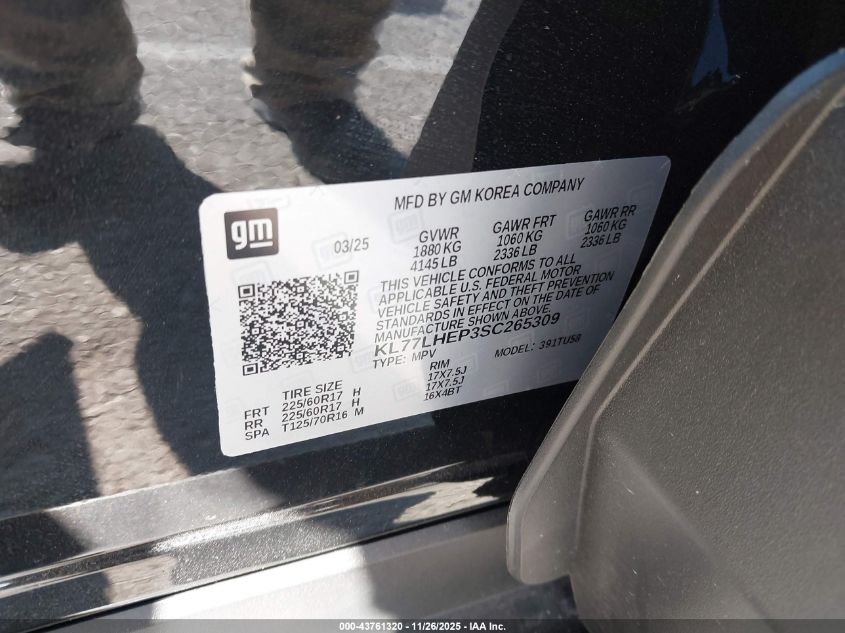 MFD BY GM KOREA COMPANY
gm
03/25
GVWR GAWR FRT GAWR RR
1880 KG 1060 KG 1060 KG
4145 LB 2336 LB 2336 LB
THIS VEHICLE CONFORMS TO ALL
APPLICABLE U.S. FEDERAL MOTOR
VEHICLE SAFETY AND THEFT PREVENTION
STANDARDS IN EFFECT ON THE DATE OF
MANUFACTURE SHOWN ABOVE.
KL77LHEP3SC265309
TYPE: MPV MODEL: 391TU58
TIRE SIZE RIM
FRT 225/60R17 H 17X7.5J
RR 225/60R17 H 17X7.5J
SPA T125/70R16 M 16X4BT
000-43761320 - 11/26/2025 - IAA Inc.